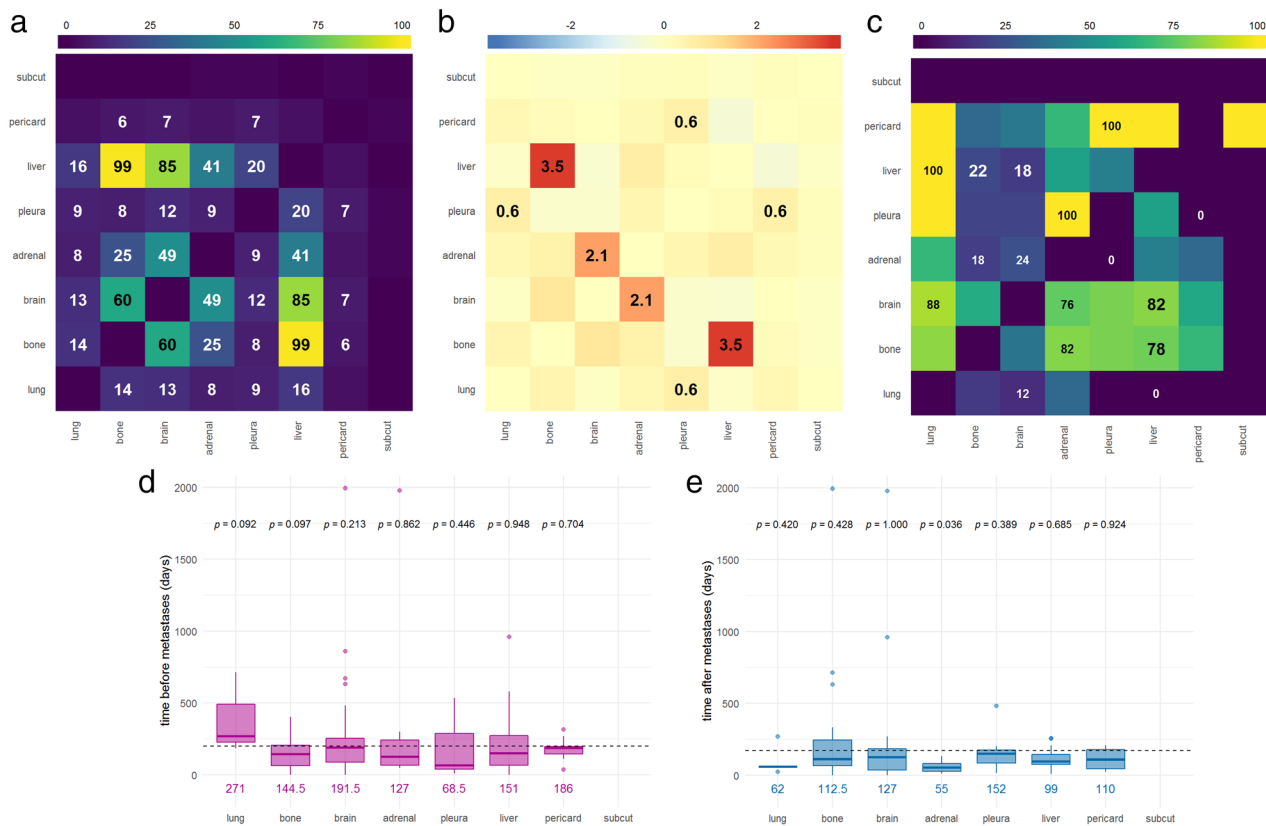 a
0 25 50 75 100
subcut
pericard 6 7 7
liver 16 99 85 41 20
pleura 9 8 12 9 20 7
adrenal 8 25 49 9 41
brain 13 60 49 12 85 7
bone 14 60 25 8 99 6
lung 14 13 8 9 16
lung bone brain adrenal pleura liver pericard subcut
b
-2 0 2
subcut
pericard 0.6
liver 3.5
pleura 0.6 0.6
adrenal 2.1
brain 2.1
bone 3.5
lung 0.6
lung bone brain adrenal pleura liver pericard subcut
c
0 25 50 75 100
subcut
pericard 100
liver 100 22 18
pleura 100 0
adrenal 18 24 0
brain 88 76 82
bone 82 78
lung 12 0
lung bone brain adrenal pleura liver pericard subcut
d
time before metastases (days)
2000
p = 0.092 p = 0.097 p = 0.213 p = 0.862 p = 0.446 p = 0.948 p = 0.704
1500
1000
500
0
271 144.5 191.5 127 68.5 151 186
lung bone brain adrenal pleura liver pericard subcut
e
time after metastases (days)
2000
p = 0.420 p = 0.428 p = 1.000 p = 0.036 p = 0.389 p = 0.685 p = 0.924
1500
1000
500
0
62 112.5 127 55 152 99 110
lung bone brain adrenal pleura liver pericard subcut